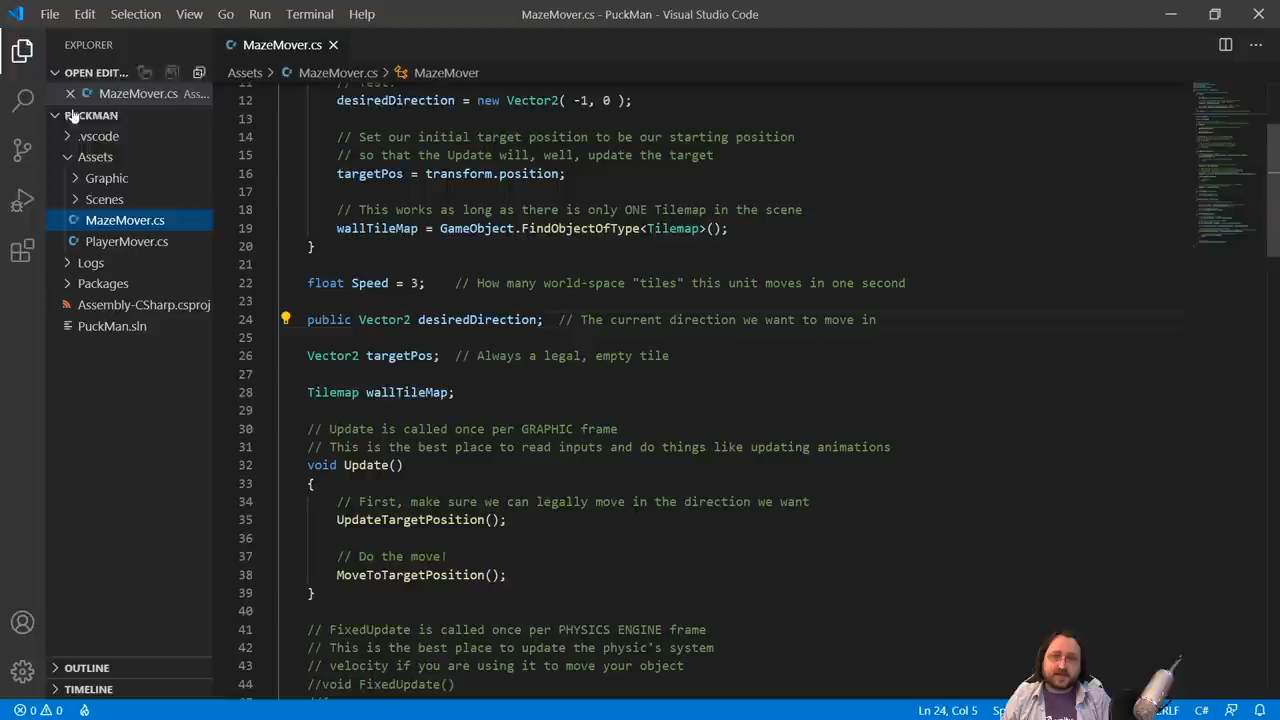 File Edit Selection View Go Run Terminal Help
MazeMover.cs - PuckMan - Visual Studio Code
EXPLORER
OPEN EDIT...
MazeMover.cs Ass...
PUCKMAN
.vscode
Assets
Graphic
Scenes
MazeMover.cs
PlayerMover.cs
Logs
Packages
Assembly-CSharp.csproj
PuckMan.sln
OUTLINE
TIMELINE
MazeMover.cs
Assets > MazeMover.cs > MazeMover
12 desiredDirection = new Vector2( -1, 0 );
13
14 // Set our initial target position to be our starting position
15 // so that the Update will, well, update the target
16 targetPos = transform.position;
17
18 // This works as long as there is only ONE Tilemap in the scene
19 wallTileMap = GameObject.FindObjectOfType<Tilemap>();
20 }
21
22 float Speed = 3; // How many world-space "tiles" this unit moves in one second
23
24 public Vector2 desiredDirection; // The current direction we want to move in
25
26 Vector2 targetPos; // Always a legal, empty tile
27
28 Tilemap wallTileMap;
29
30 // Update is called once per GRAPHIC frame
31 // This is the best place to read inputs and do things like updating animations
32 void Update()
33 {
34 // First, make sure we can legally move in the direction we want
35 UpdateTargetPosition();
36
37 // Do the move!
38 MoveToTargetPosition();
39 }
40
41 // FixedUpdate is called once per PHYSICS ENGINE frame
42 // This is the best place to update the physic's system
43 // velocity if you are using it to move your object
44 //void FixedUpdate()
0 0 Ln 24, Col 5 C#